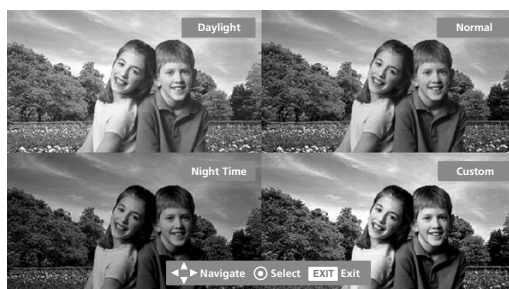 Daylight
Normal
Night Time
Custom
Navigate Select EXIT Exit